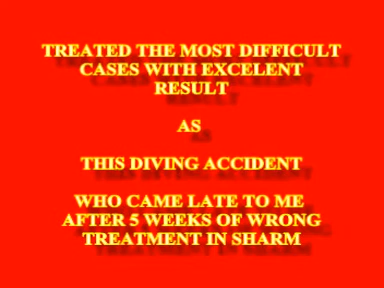 TREATED THE MOST DIFFICULT
CASES WITH EXCELENT
RESULT
AS
THIS DIVING ACCIDENT
WHO CAME LATE TO ME
AFTER 5 WEEKS OF WRONG
TREATMENT IN SHARM